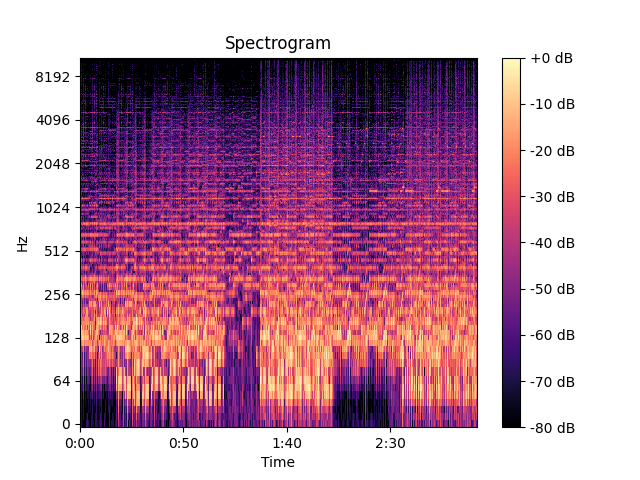 Spectrogram
Hz
8192
4096
2048
1024
512
256
128
64
0
0:00
0:50
1:40
2:30
Time
+0 dB
-10 dB
-20 dB
-30 dB
-40 dB
-50 dB
-60 dB
-70 dB
-80 dB